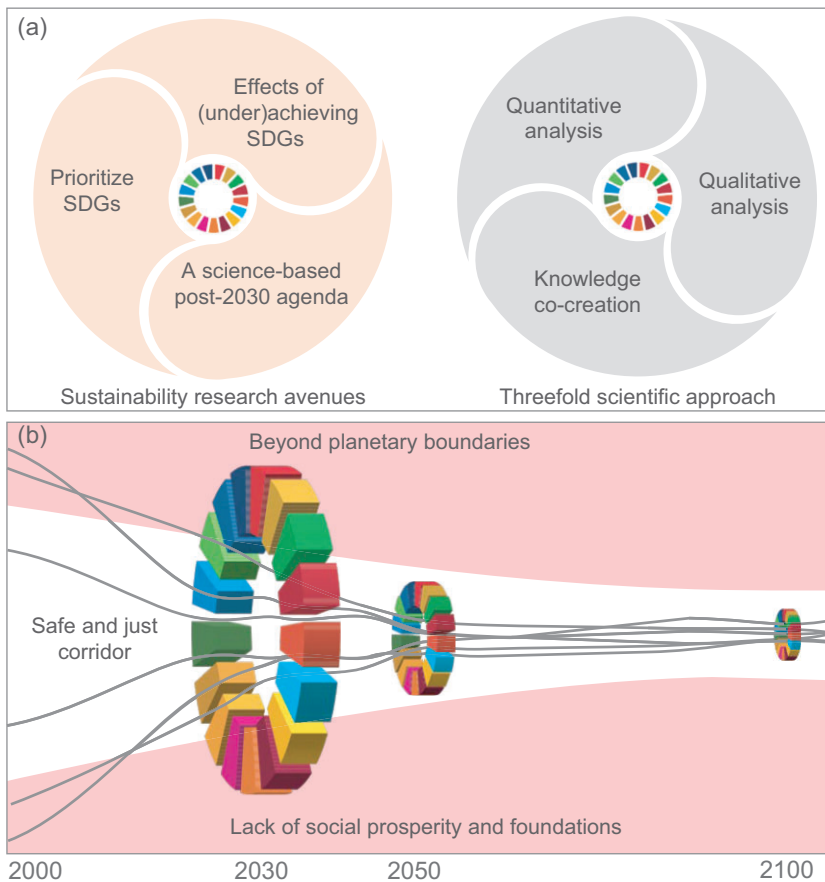 (a)
Effects of
(under)achieving
SDGs
Prioritize
SDGs
A science-based
post-2030 agenda
Sustainability research avenues
Quantitative
analysis
Qualitative
analysis
Knowledge
co-creation
Threefold scientific approach
(b)
Beyond planetary boundaries
Safe and just
corridor
Lack of social prosperity and foundations
2000 2030 2050 2100